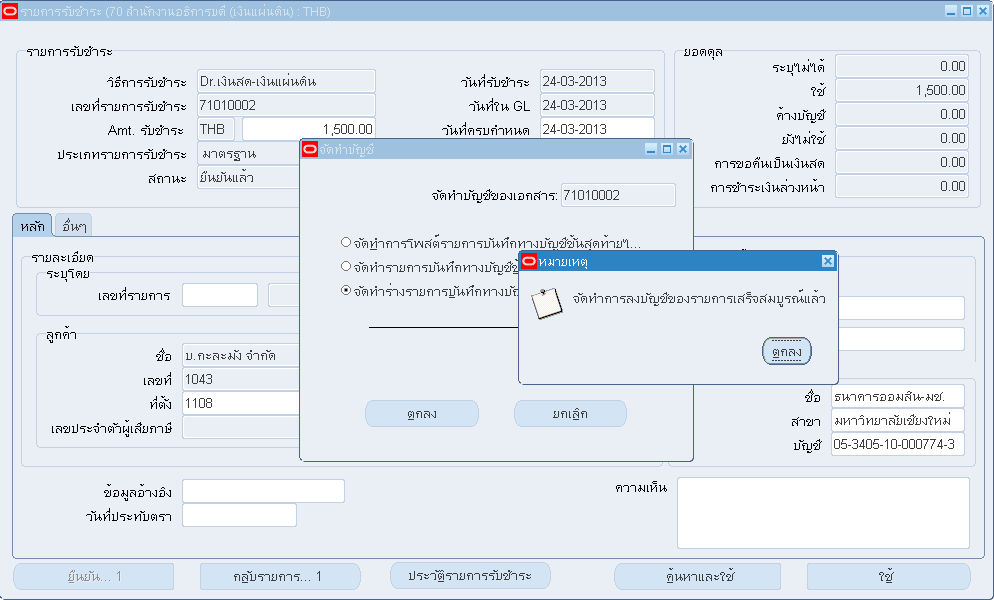 รายการรับชำระ (70 สำนักงานอธิการบดี (เงินแผ่นดิน) : THB)
รายการรับชำระ
วิธีการรับชำระ Dr.เงินสด-เงินแผ่นดิน
วันที่รับชำระ 24-03-2013
เลขที่รายการรับชำระ 71010002
วันที่ใน GL 24-03-2013
Amt. รับชำระ THB 1,500.00
วันที่ครบกำหนด 24-03-2013
ประเภทรายการรับชำระ มาตรฐาน
สถานะ ยืนยันแล้ว
ยอดดุล
ระบุไม่ได้ 0.00
ใช้ 1,500.00
ค้างบัญชี 0.00
ยังไม่ใช้ 0.00
การขอคืนเป็นเงินสด 0.00
การชำระเงินล่วงหน้า 0.00
จัดทำบัญชี
จัดทำบัญชีของเอกสาร: 71010002
จัดทำการโพสต์รายการบันทึกทางบัญชีขั้นสุดท้ายฯ...
จัดทำรายการบันทึกทางบัญชี
จัดทำร่างรายการบันทึกทางบัญ
ตกลง ยกเลิก
หมายเหตุ
จัดทำการลงบัญชีของรายการเสร็จสมบูรณ์แล้ว
ตกลง
หลัก อื่นๆ
รายละเอียด
ระบุโดย
เลขที่รายการ
ลูกค้า
ชื่อ บ.กะละมัง จำกัด
เลขที่ 1043
ที่ตั้ง 1108
เลขประจำตัวผู้เสียภาษี
ชื่อ ธนาคารออมสิน-มช.
สาขา มหาวิทยาลัยเชียงใหม่
บัญชี 05-3405-10-000774-3
ข้อมูลอ้างอิง
วันที่ประทับตรา
ความเห็น
ยืนยัน... 1 กลับรายการ... 1 ประวัติรายการรับชำระ ค้นหาและใช้ ใช้